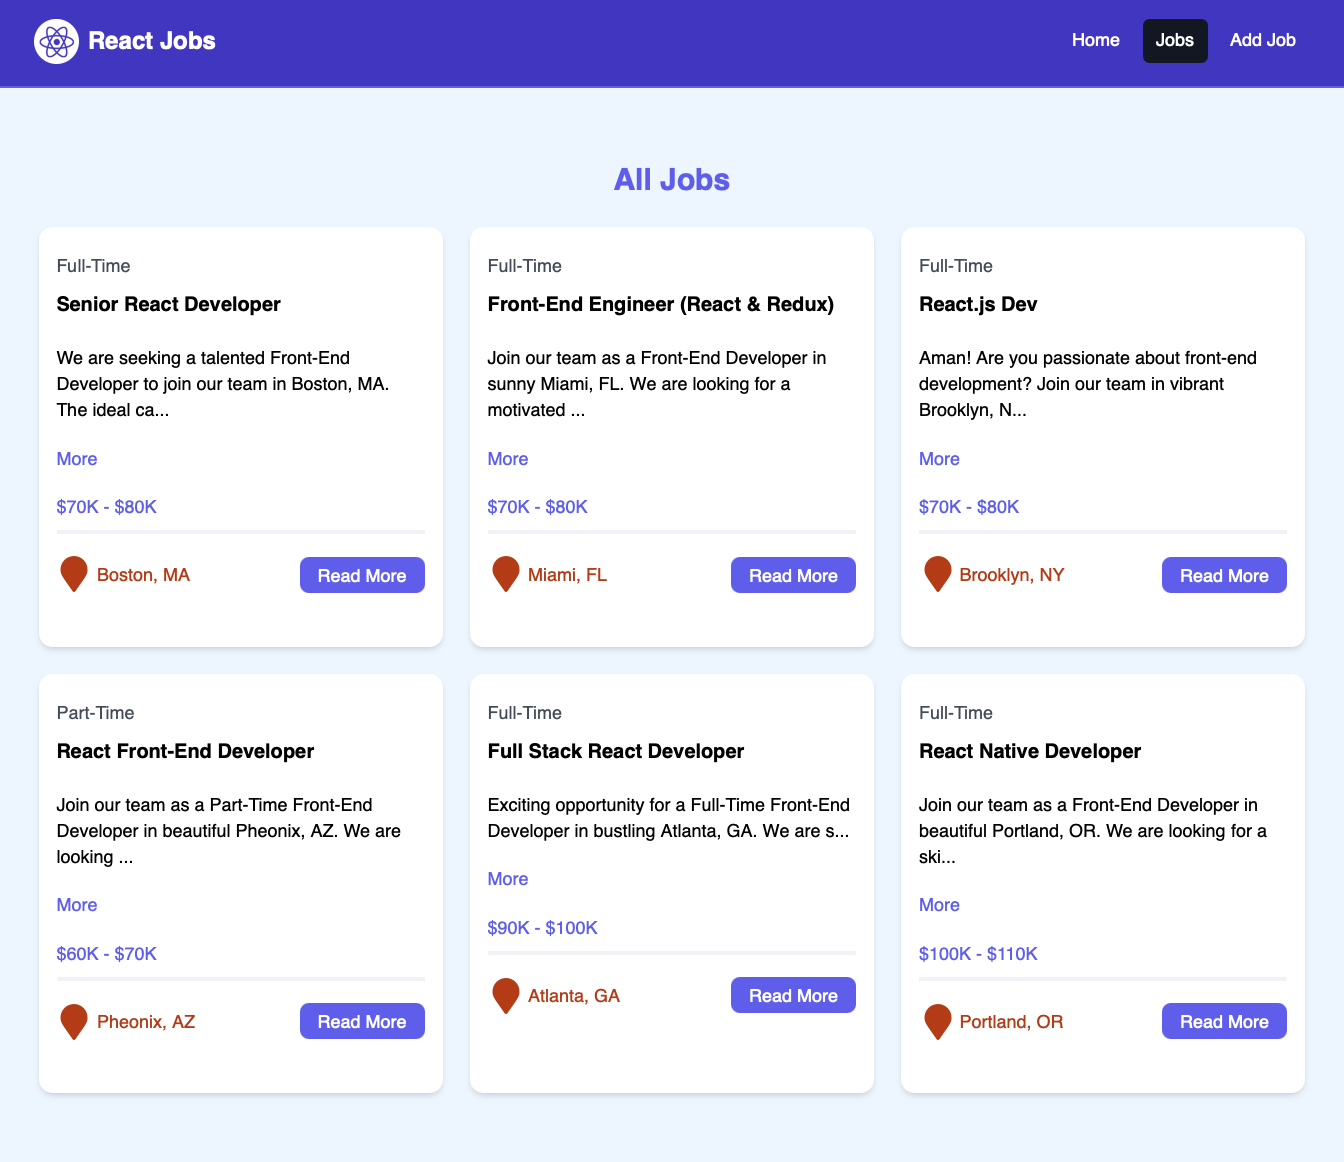 React Jobs
Home
Jobs
Add Job
All Jobs
Full-Time
Senior React Developer
We are seeking a talented Front-End
Developer to join our team in Boston, MA.
The ideal ca...
More
$70K - $80K
Boston, MA
Read More
Full-Time
Front-End Engineer (React & Redux)
Join our team as a Front-End Developer in
sunny Miami, FL. We are looking for a
motivated ...
More
$70K - $80K
Miami, FL
Read More
Full-Time
React.js Dev
Aman! Are you passionate about front-end
development? Join our team in vibrant
Brooklyn, N...
More
$70K - $80K
Brooklyn, NY
Read More
Part-Time
React Front-End Developer
Join our team as a Part-Time Front-End
Developer in beautiful Pheonix, AZ. We are
looking ...
More
$60K - $70K
Pheonix, AZ
Read More
Full-Time
Full Stack React Developer
Exciting opportunity for a Full-Time Front-End
Developer in bustling Atlanta, GA. We are s...
More
$90K - $100K
Atlanta, GA
Read More
Full-Time
React Native Developer
Join our team as a Front-End Developer in
beautiful Portland, OR. We are looking for a
ski...
More
$100K - $110K
Portland, OR
Read More